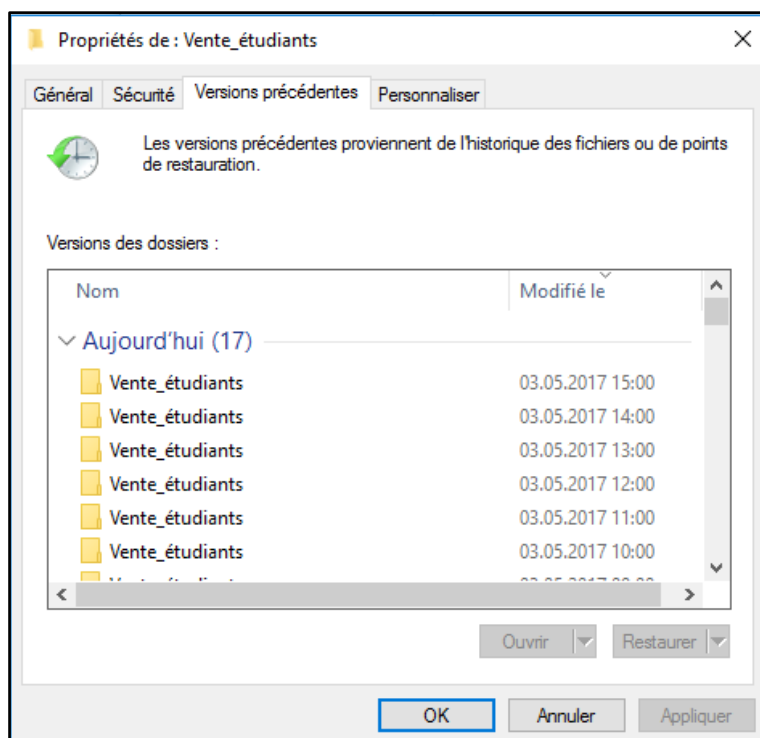 Propriétés de : Vente_étudiants
Général Sécurité Versions précédentes Personnaliser
Les versions précédentes proviennent de l'historique des fichiers ou de points
de restauration.
Versions des dossiers :
Nom Modifié le
Aujourd'hui (17)
Vente_étudiants 03.05.2017 15:00
Vente_étudiants 03.05.2017 14:00
Vente_étudiants 03.05.2017 13:00
Vente_étudiants 03.05.2017 12:00
Vente_étudiants 03.05.2017 11:00
Vente_étudiants 03.05.2017 10:00
Ouvrir Restaurer
OK Annuler Appliquer